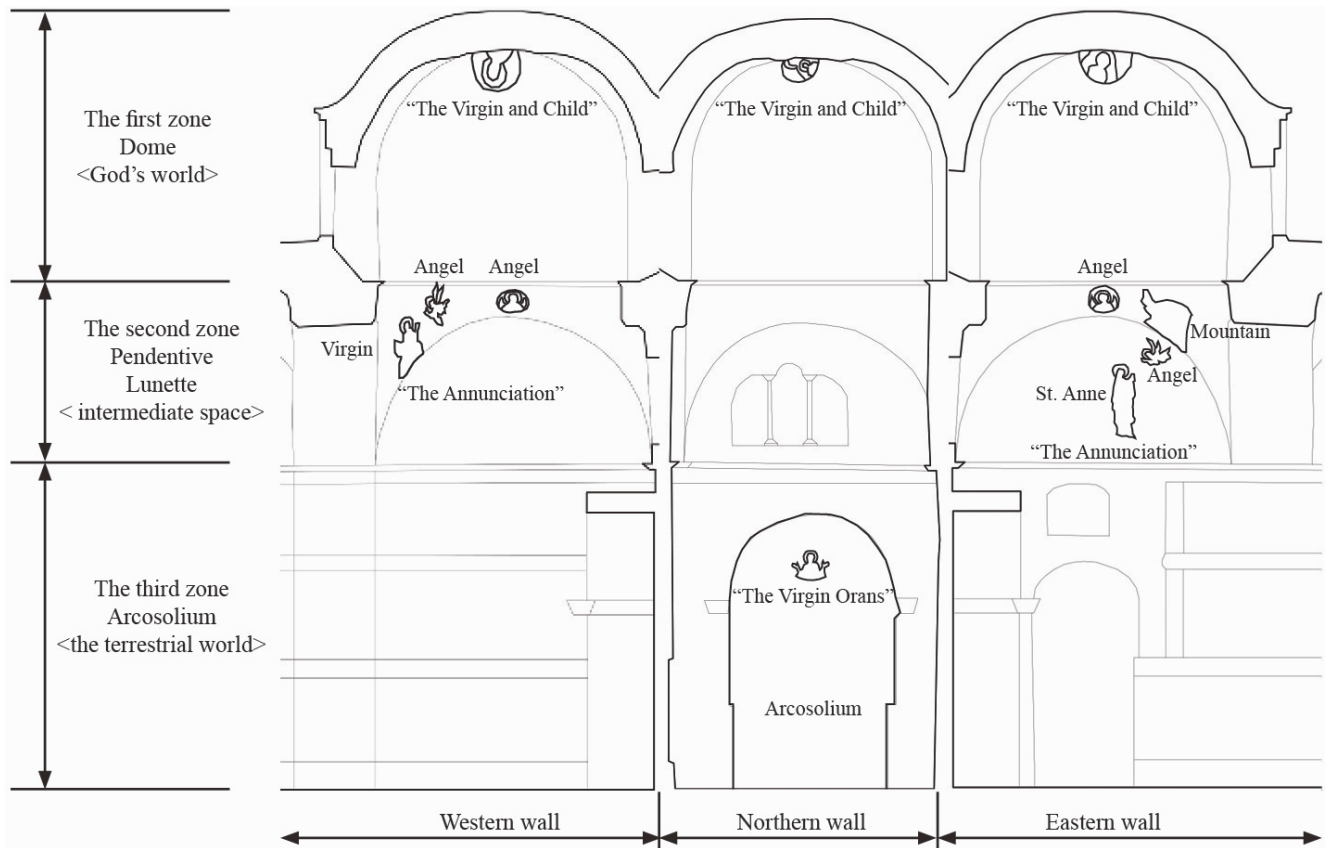 The first zone
Dome
<God’s world>
“The Virgin and Child”
“The Virgin and Child”
“The Virgin and Child”
The second zone
Pendentive
Lunette
< intermediate space>
Angel
Angel
Virgin
“The Annunciation”
Angel
Mountain
Angel
St. Anne
“The Annunciation”
The third zone
Arcosolium
<the terrestrial world>
“The Virgin Orans”
Arcosolium
Western wall
Northern wall
Eastern wall